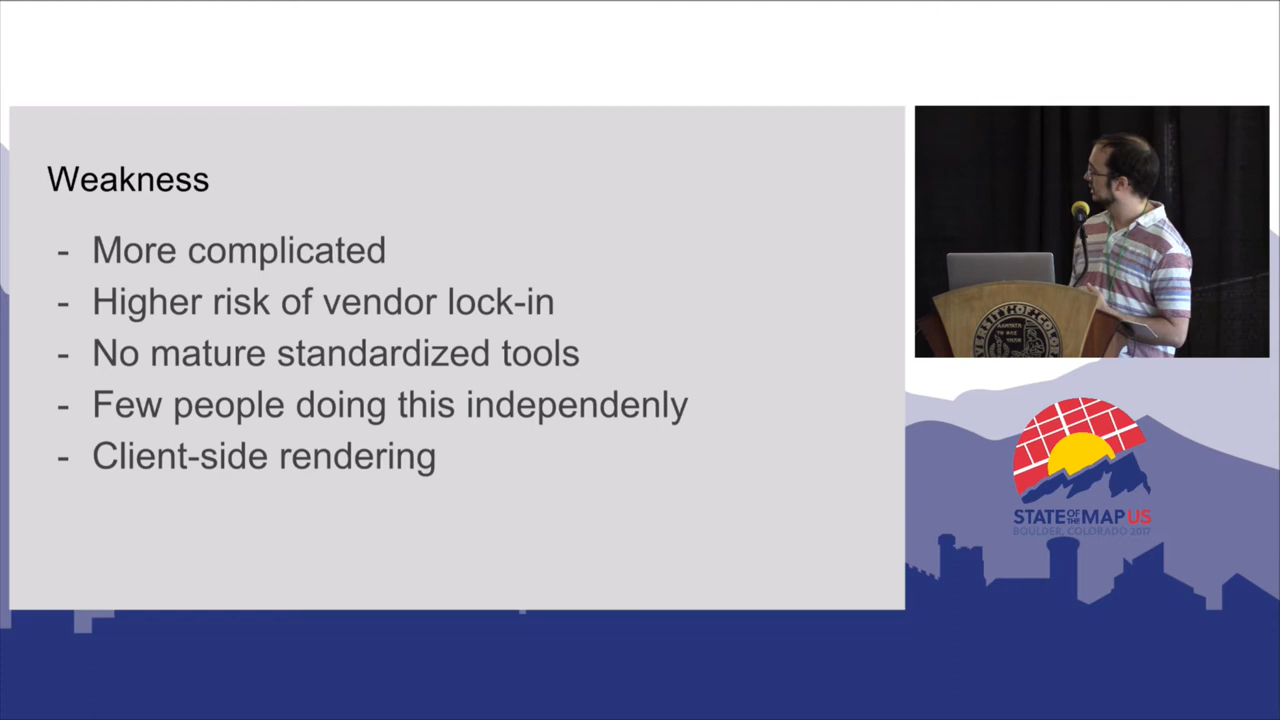 Weakness
- More complicated
- Higher risk of vendor lock-in
- No mature standardized tools
- Few people doing this independenly
- Client-side rendering
STATE OF THE MAP US
BOULDER, COLORADO 2017